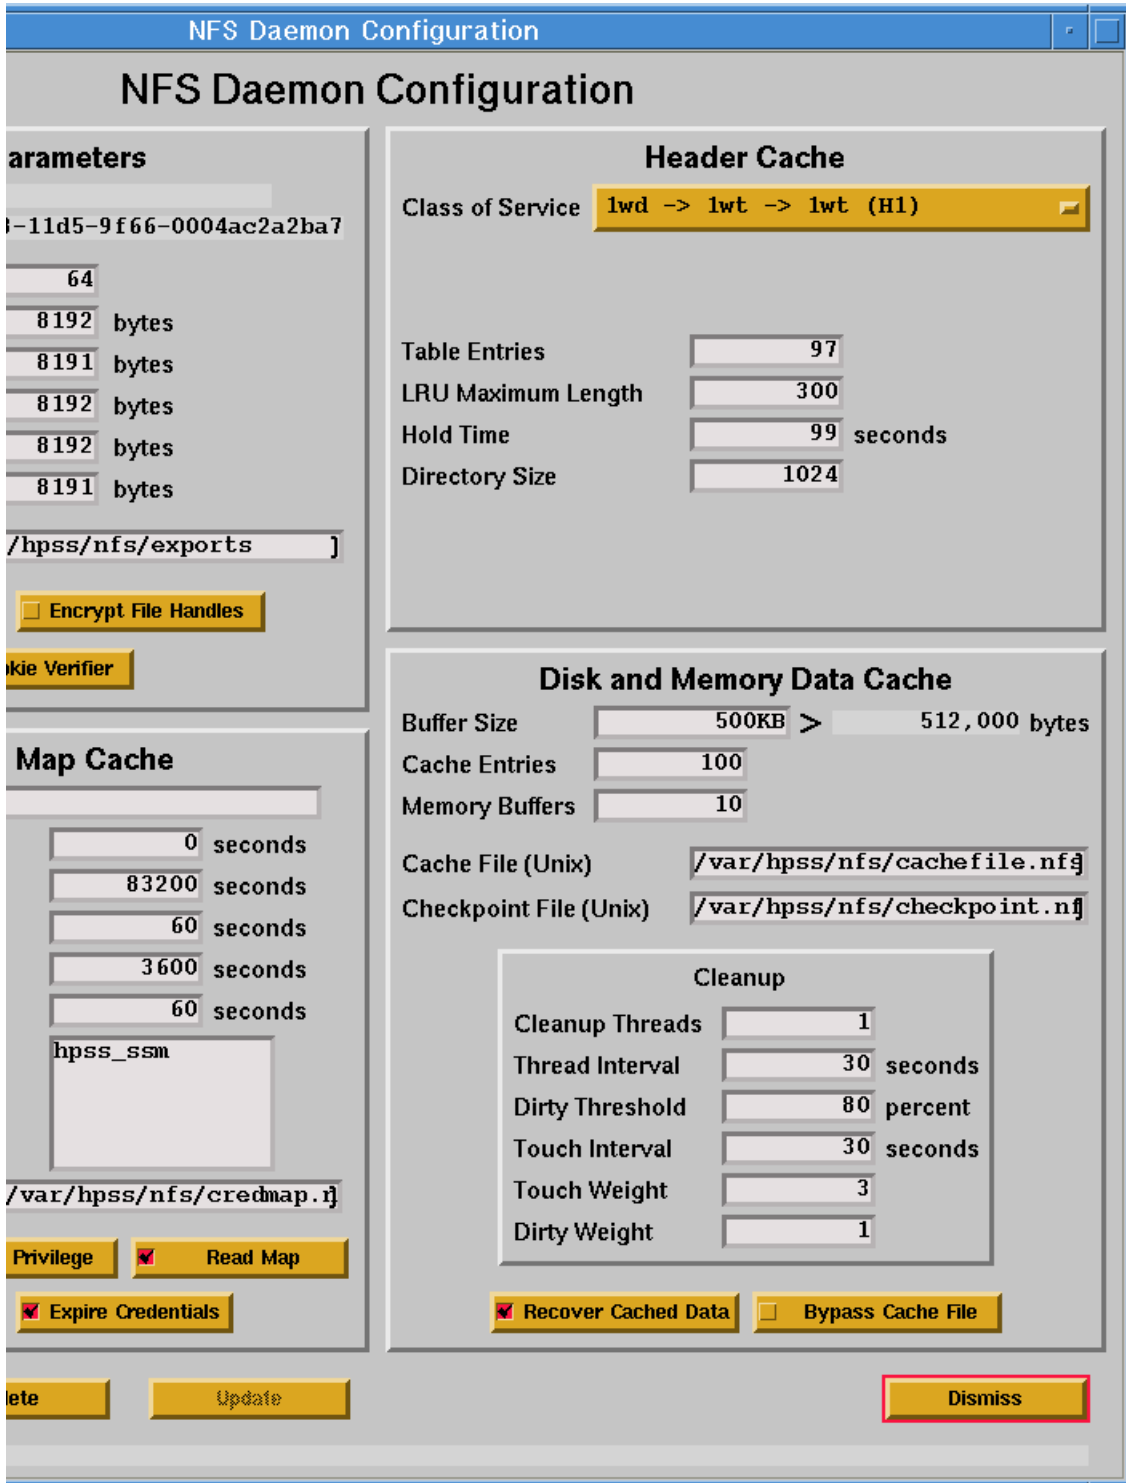 NFS Daemon Configuration
NFS Daemon Configuration
arameters
-11d5-9f66-0004ac2a2ba7
64
8192 bytes
8191 bytes
8192 bytes
8192 bytes
8191 bytes
/hpss/nfs/exports
Encrypt File Handles
kie Verifier
Map Cache
0 seconds
83200 seconds
60 seconds
3600 seconds
60 seconds
hpss_ssm
/var/hpss/nfs/credmap.
Privilege
Read Map
Expire Credentials
Header Cache
Class of Service 1wd -> 1wt -> 1wt (H1)
Table Entries 97
LRU Maximum Length 300
Hold Time 99 seconds
Directory Size 1024
Disk and Memory Data Cache
Buffer Size 500KB > 512,000 bytes
Cache Entries 100
Memory Buffers 10
Cache File (Unix) /var/hpss/nfs/cachefile.nfs
Checkpoint File (Unix) /var/hpss/nfs/checkpoint.nf
Cleanup
Cleanup Threads 1
Thread Interval 30 seconds
Dirty Threshold 80 percent
Touch Interval 30 seconds
Touch Weight 3
Dirty Weight 1
Recover Cached Data
Bypass Cache File
lete
Update
Dismiss